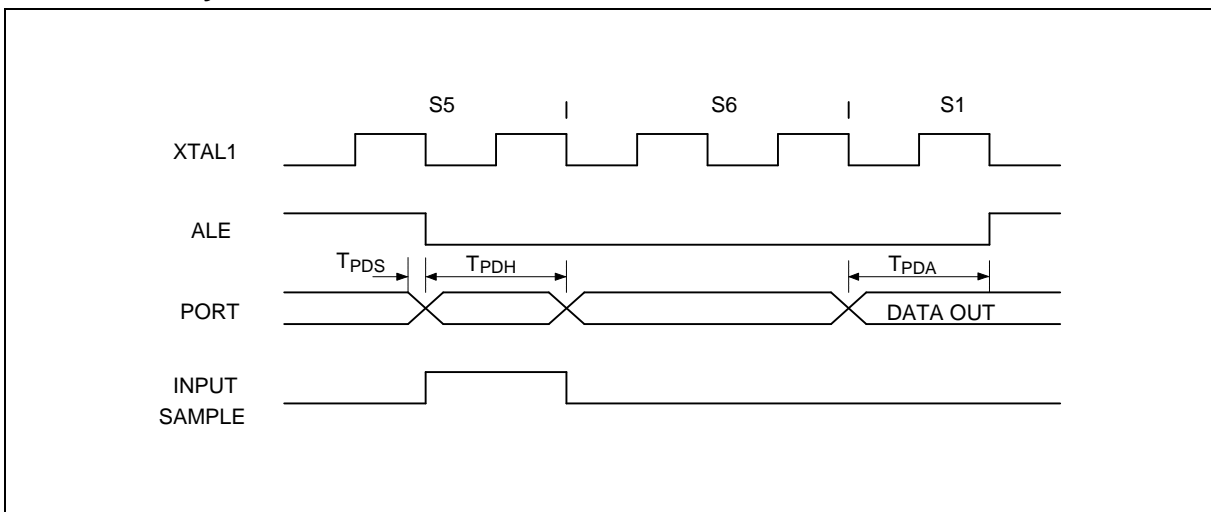 S5 | S6 | S1
XTAL1
ALE
TPDS TPDH TPDA
PORT DATA OUT
INPUT
SAMPLE